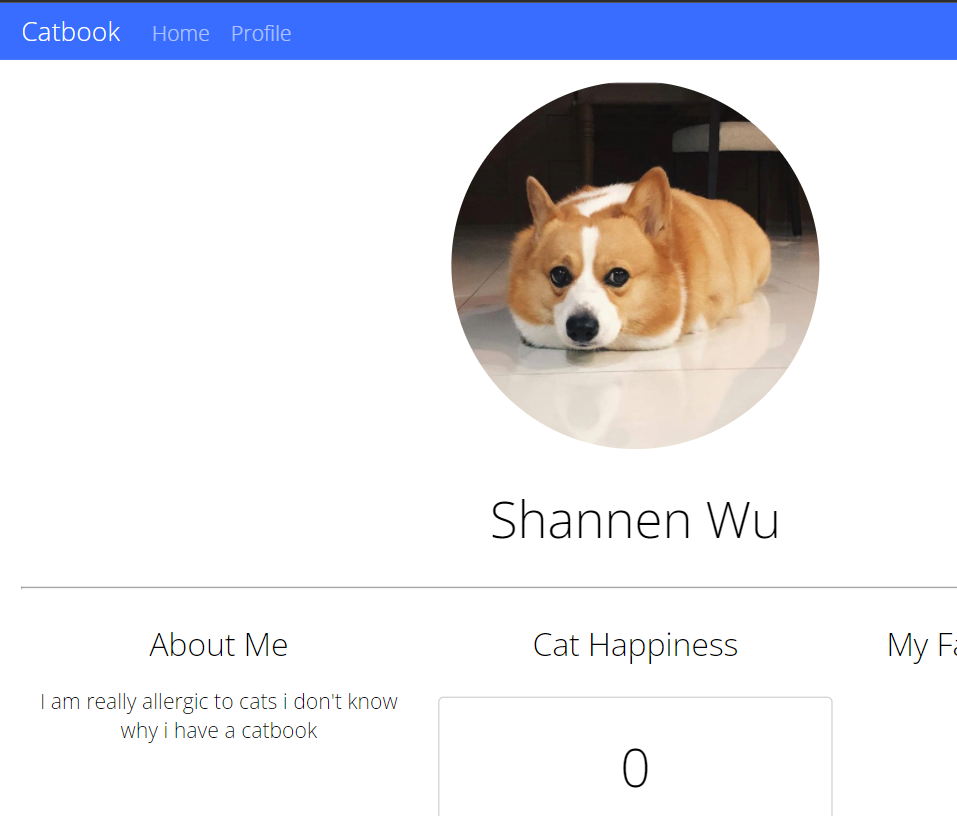 Catbook Home Profile
Shannen Wu
About Me
I am really allergic to cats i don't know
why i have a catbook
Cat Happiness
0
My Fa